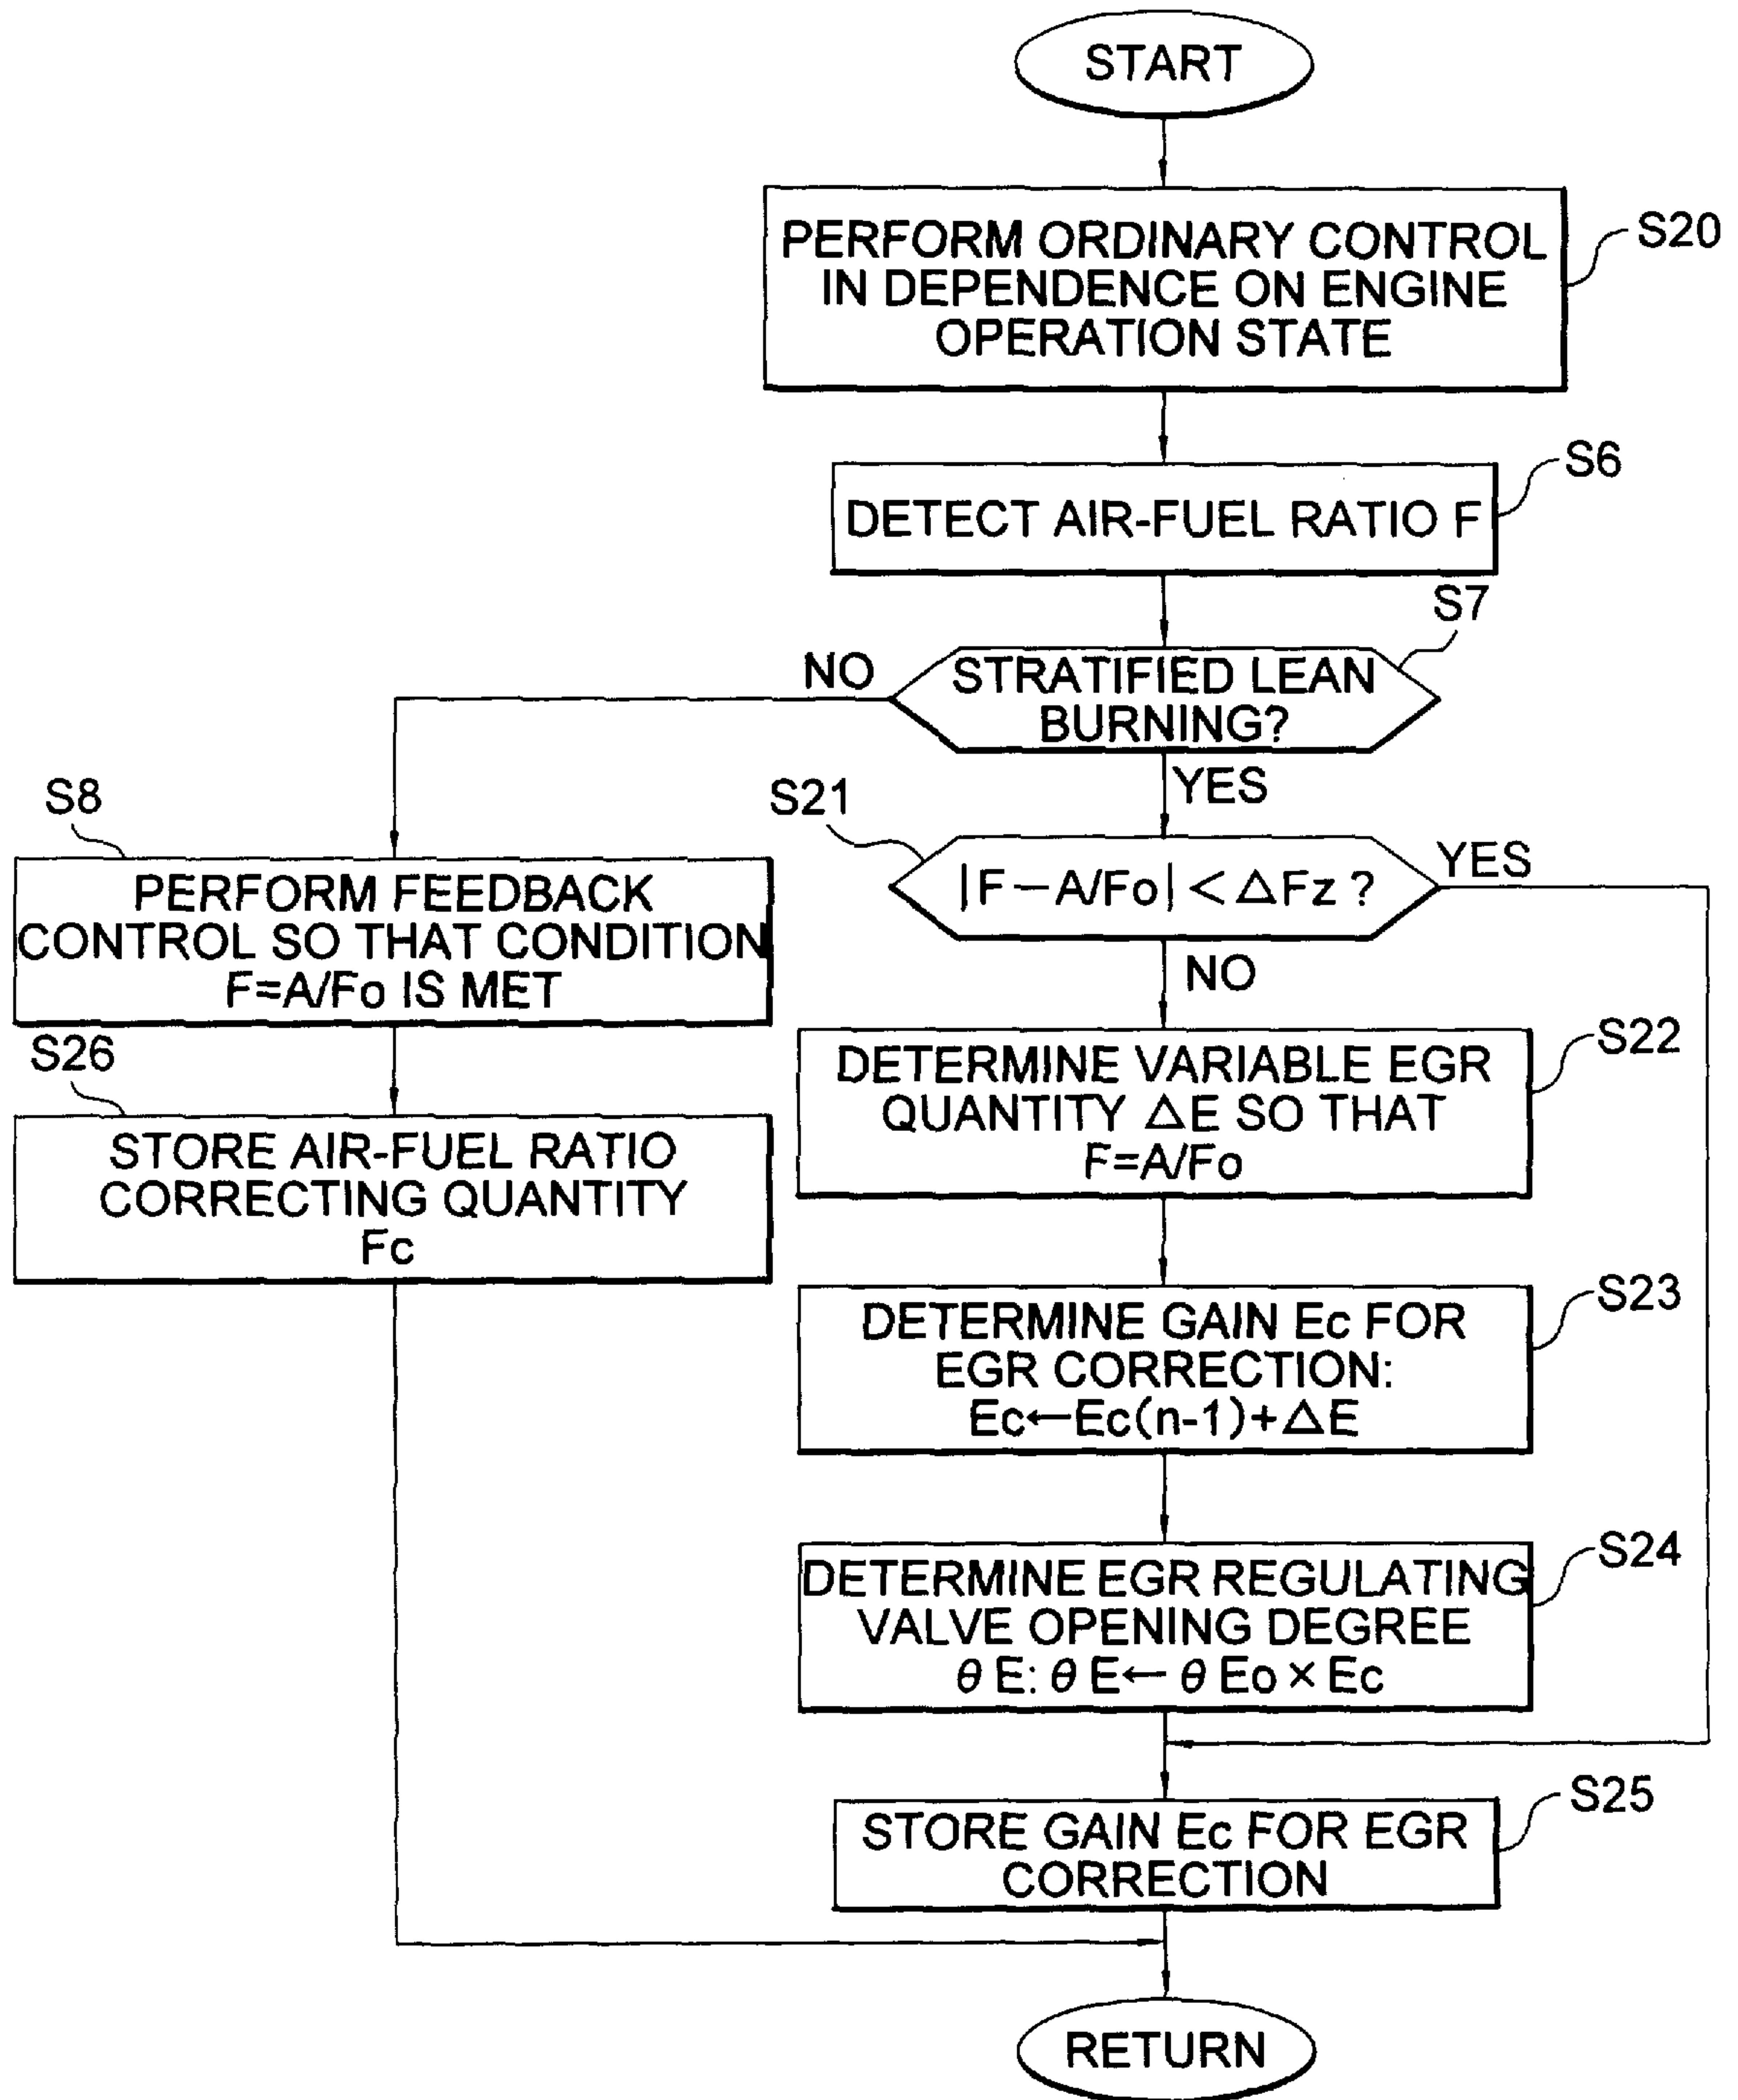 START
PERFORM ORDINARY CONTROL
IN DEPENDENCE ON ENGINE
OPERATION STATE
S20
DETECT AIR-FUEL RATIO F
S6
STRATIFIED LEAN
BURNING?
S7
NO
YES
|F−A/Fo|<△Fz?
S21
YES
NO
S8
PERFORM FEEDBACK
CONTROL SO THAT CONDITION
F=A/Fo IS MET
S26
STORE AIR-FUEL RATIO
CORRECTING QUANTITY
Fc
DETERMINE VARIABLE EGR
QUANTITY △E SO THAT
F=A/Fo
S22
DETERMINE GAIN Ec FOR
EGR CORRECTION:
Ec←Ec(n-1)+△E
S23
DETERMINE EGR REGULATING
VALVE OPENING DEGREE
θE:θE←θEo×Ec
S24
STORE GAIN Ec FOR EGR
CORRECTION
S25
RETURN